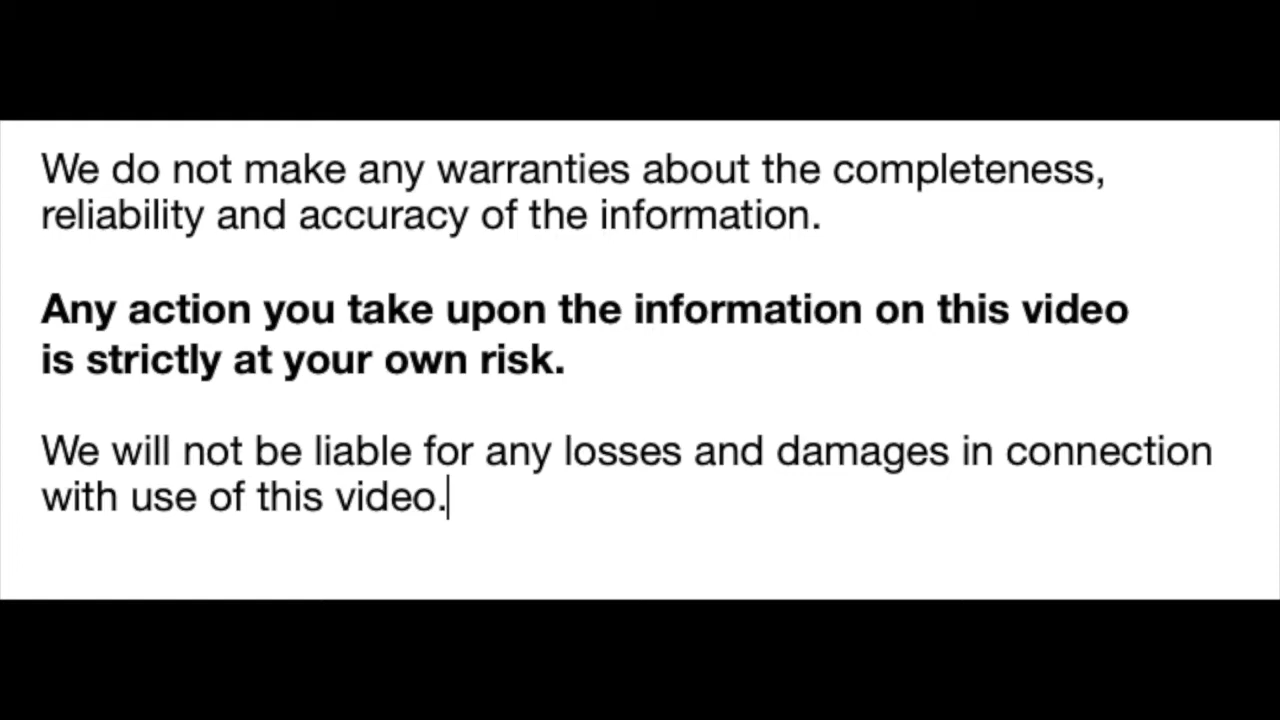 We do not make any warranties about the completeness,
reliability and accuracy of the information.
Any action you take upon the information on this video
is strictly at your own risk.
We will not be liable for any losses and damages in connection
with use of this video.